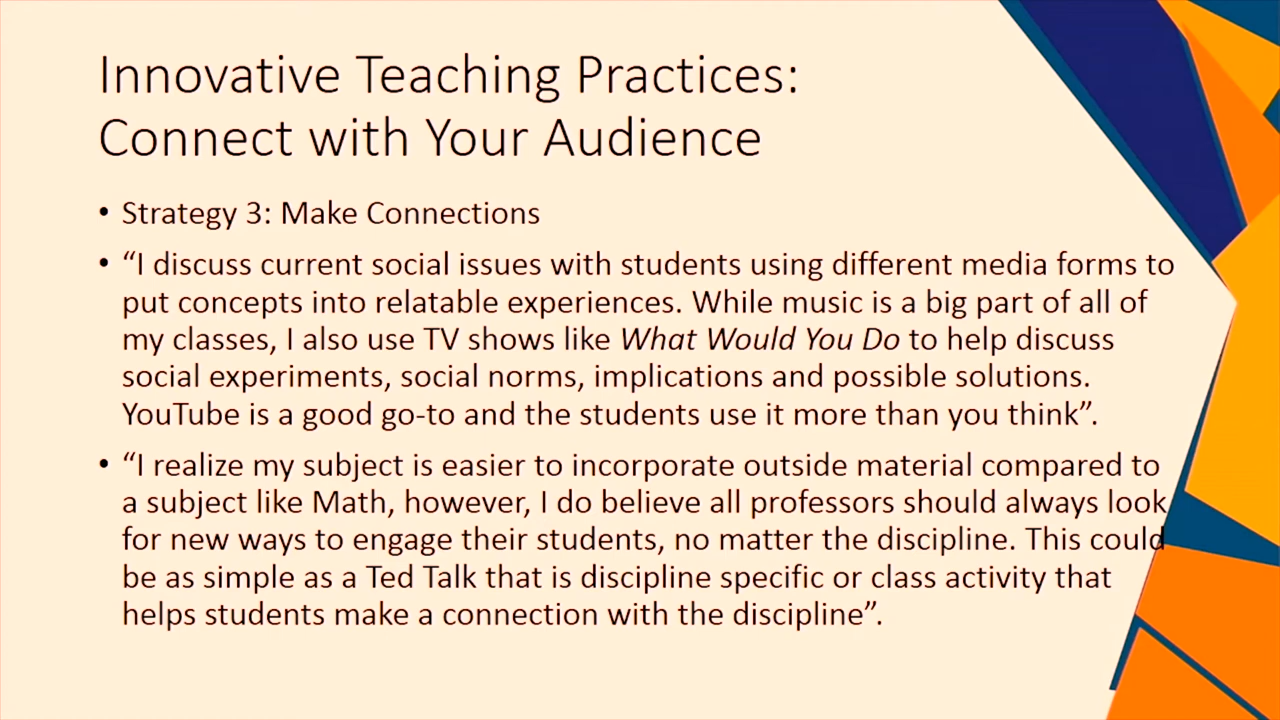 Innovative Teaching Practices:
Connect with Your Audience
• Strategy 3: Make Connections
• “I discuss current social issues with students using different media forms to
put concepts into relatable experiences. While music is a big part of all of
my classes, I also use TV shows like What Would You Do to help discuss
social experiments, social norms, implications and possible solutions.
YouTube is a good go-to and the students use it more than you think”.
• “I realize my subject is easier to incorporate outside material compared to
a subject like Math, however, I do believe all professors should always look
for new ways to engage their students, no matter the discipline. This could
be as simple as a Ted Talk that is discipline specific or class activity that
helps students make a connection with the discipline”.